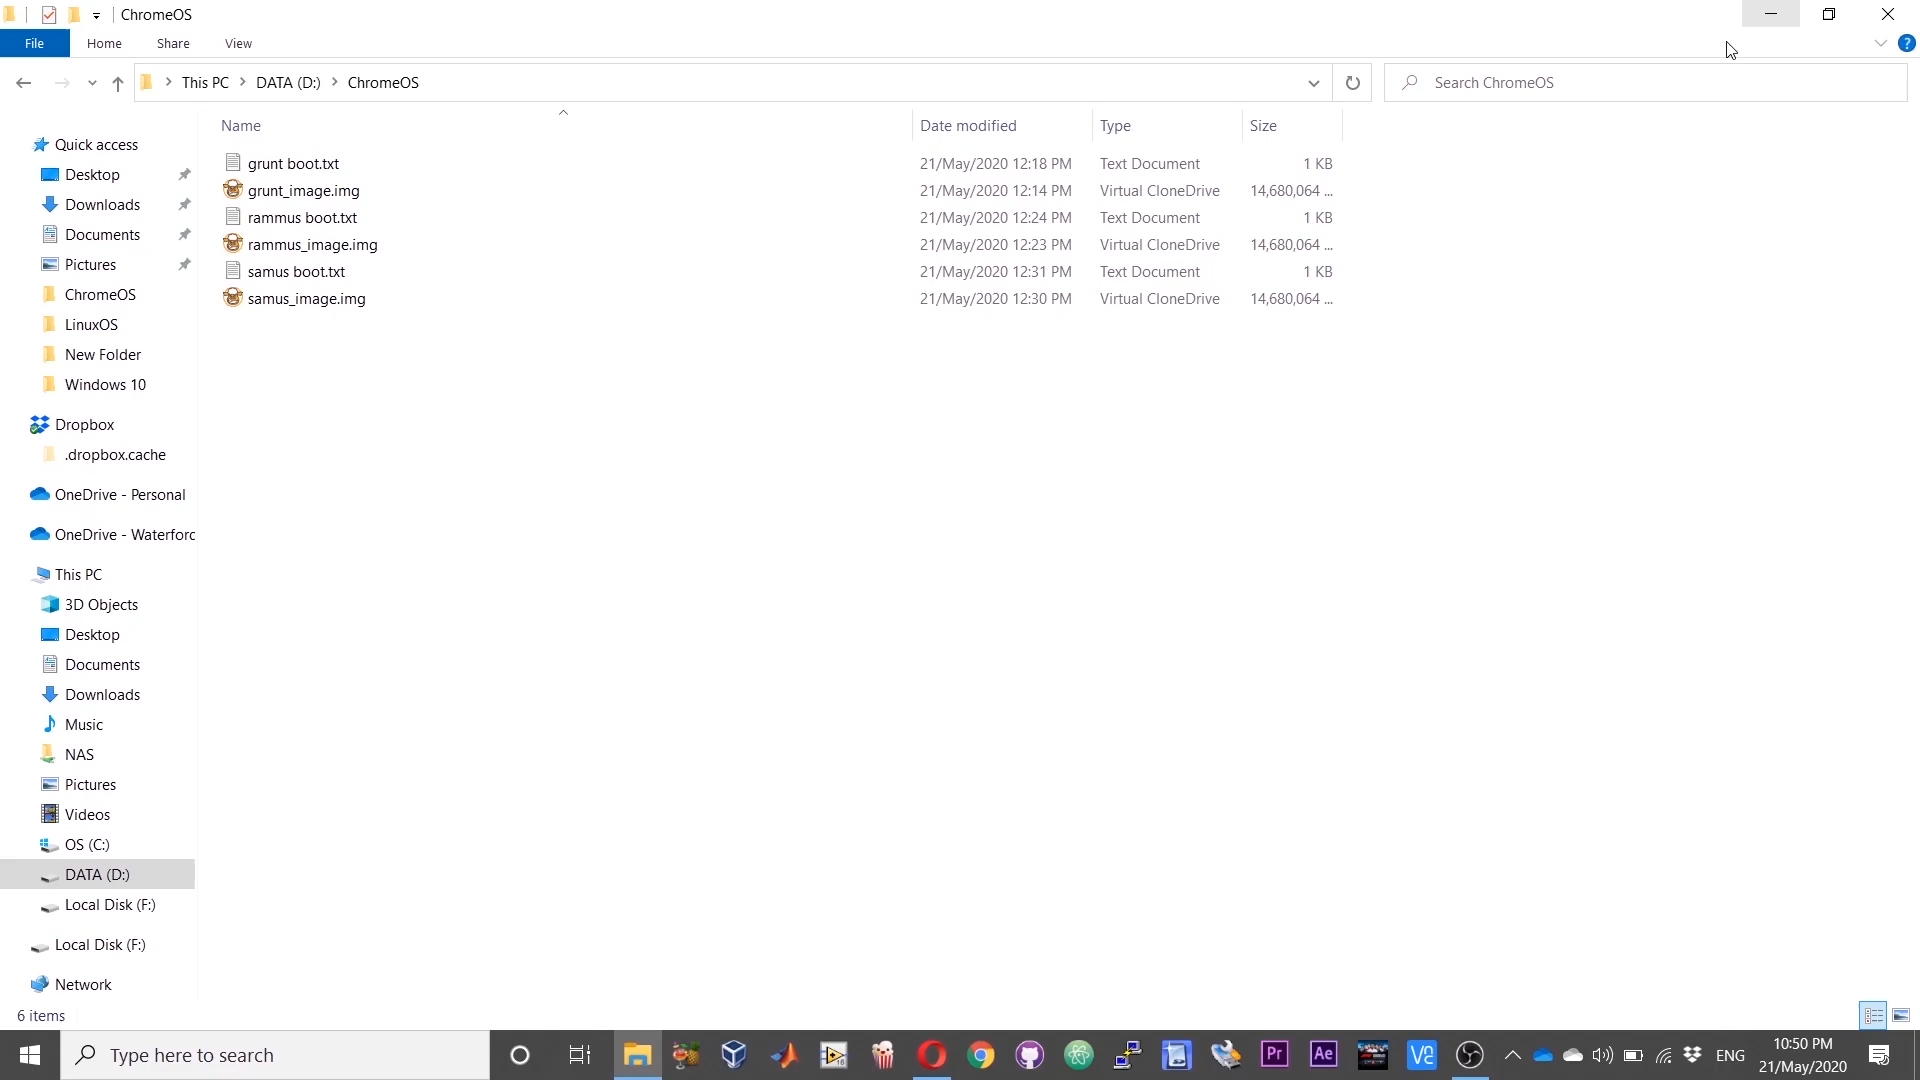 ChromeOS
File Home Share View
This PC DATA (D:) ChromeOS
Search ChromeOS
Name Date modified Type Size
grunt boot.txt 21/May/2020 12:18 PM Text Document 1 KB
grunt_image.img 21/May/2020 12:14 PM Virtual CloneDrive 14,680,064 ...
rammus boot.txt 21/May/2020 12:24 PM Text Document 1 KB
rammus_image.img 21/May/2020 12:23 PM Virtual CloneDrive 14,680,064 ...
samus boot.txt 21/May/2020 12:31 PM Text Document 1 KB
samus_image.img 21/May/2020 12:30 PM Virtual CloneDrive 14,680,064 ...
Quick access
Desktop
Downloads
Documents
Pictures
ChromeOS
LinuxOS
New Folder
Windows 10
Dropbox
.dropbox.cache
OneDrive - Personal
OneDrive - Waterforc
This PC
3D Objects
Desktop
Documents
Downloads
Music
NAS
Pictures
Videos
OS (C:)
DATA (D:)
Local Disk (F:)
Local Disk (F:)
Network
6 items
Type here to search
Pr
Ae
ENG
10:50 PM
21/May/2020